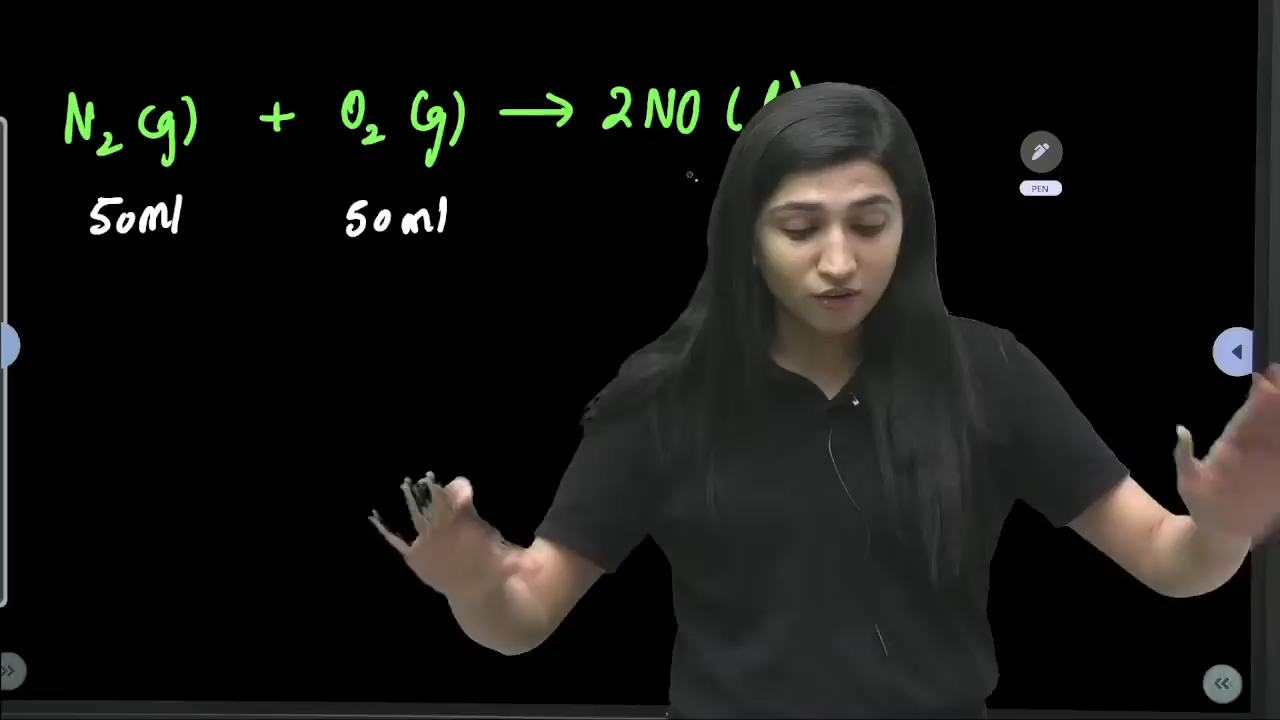 N₂ (g) + O₂ (g) → 2NO (
50ml 50ml
PEN